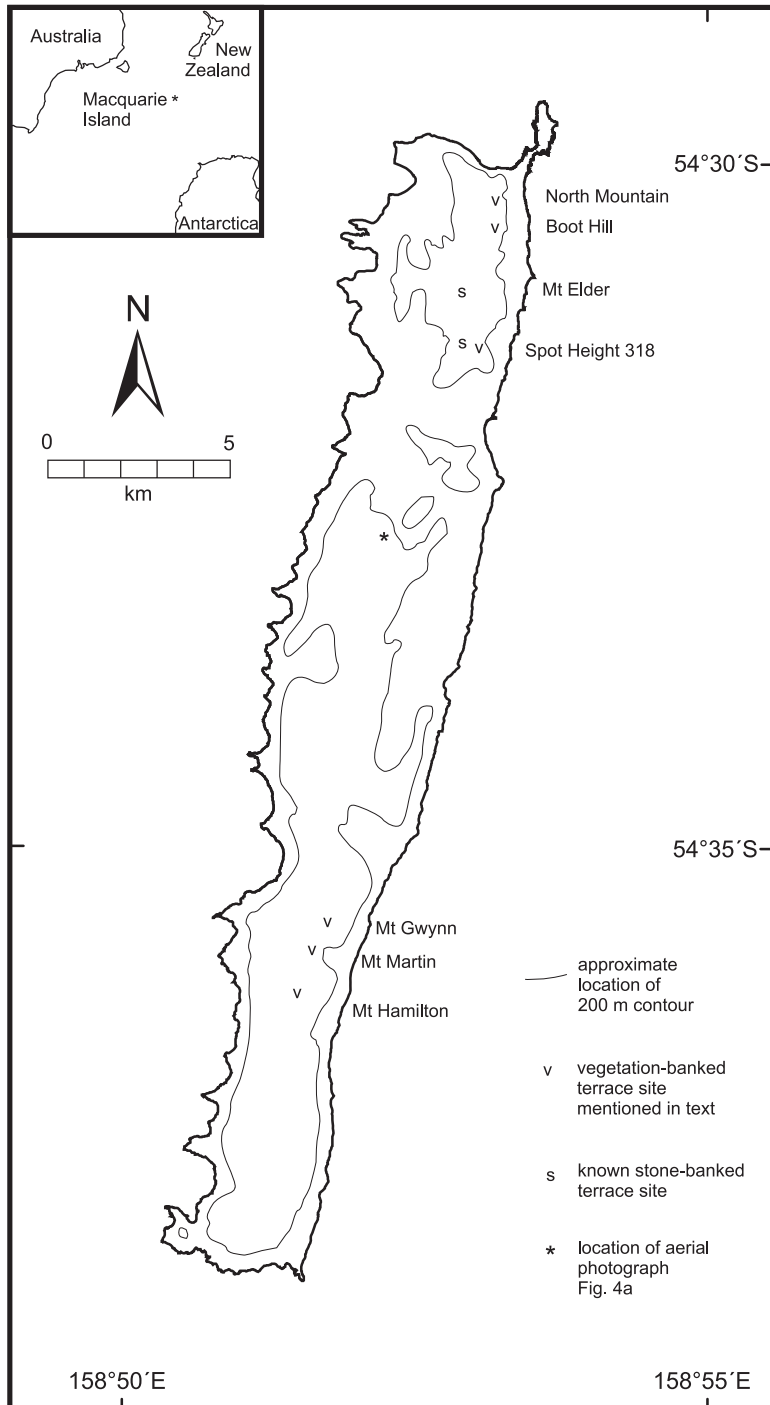 Australia
New
Zealand
Macquarie *
Island
Antarctica
54°30´S
North Mountain
v
Boot Hill
v
Mt Elder
s
Spot Height 318
s v
N
0 5
km
*
54°35´S
v
Mt Gwynn
v
Mt Martin
v
Mt Hamilton
approximate
location of
200 m contour
v vegetation-banked
terrace site
mentioned in text
s known stone-banked
terrace site
* location of aerial
photograph
Fig. 4a
158°50´E
158°55´E